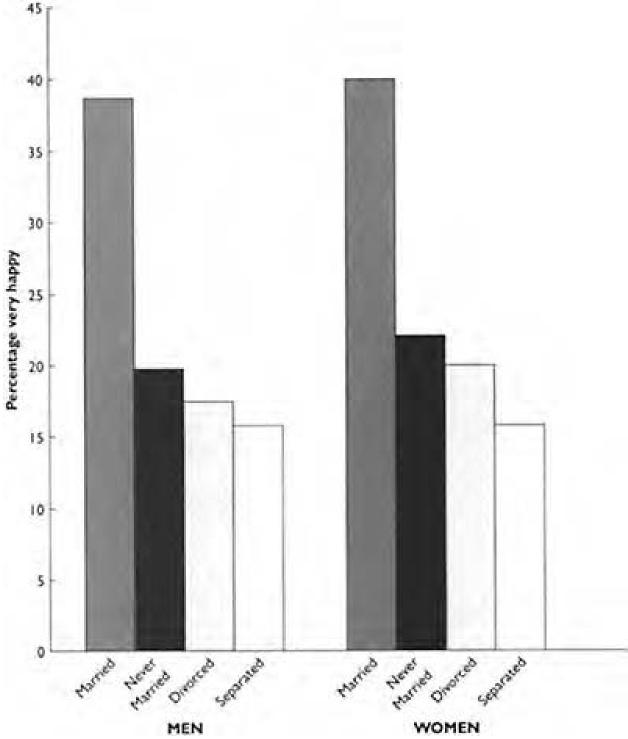 45
40
35
30
25
20
15
10
5
0
Percentage very happy
Married
Never
Married
Divorced
Separated
Married
Never
Married
Divorced
Separated
MEN
WOMEN